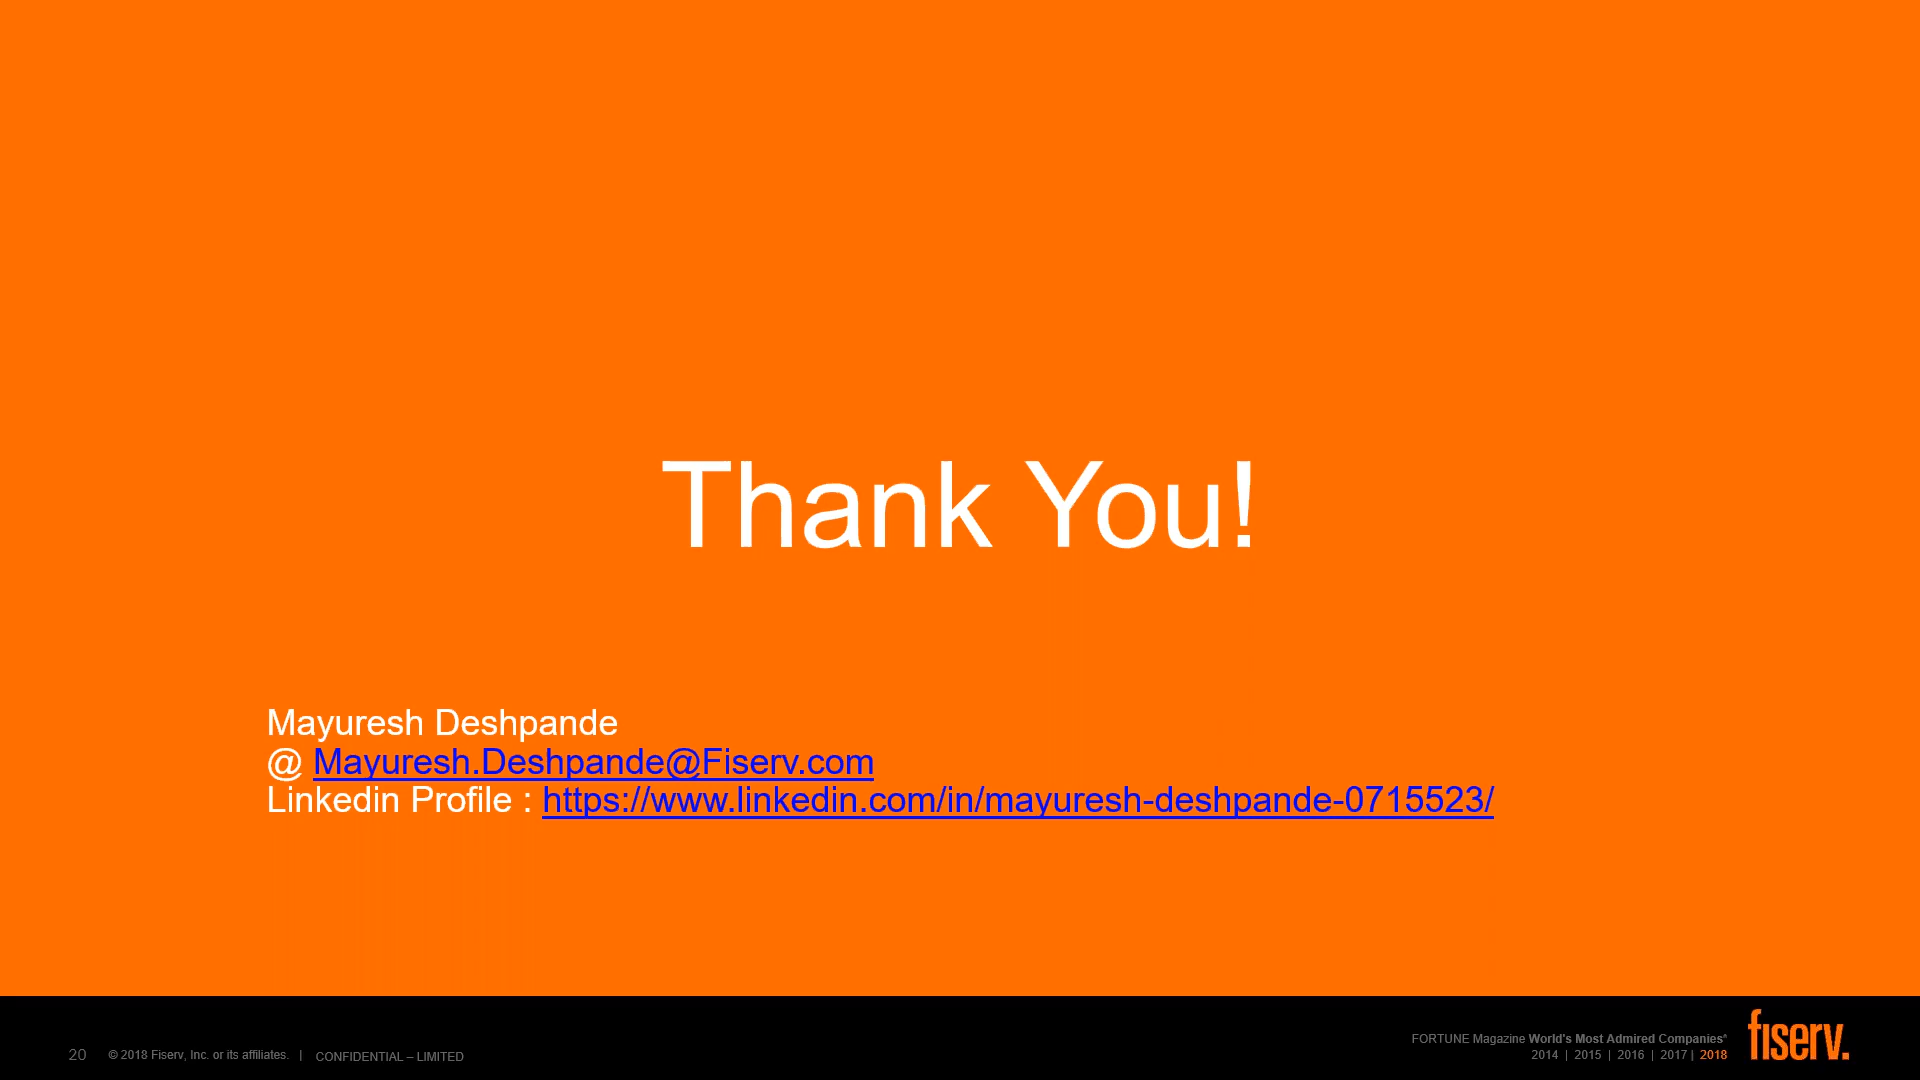 Thank You!
Mayuresh Deshpande
@ Mayuresh.Deshpande@Fiserv.com
Linkedin Profile : https://www.linkedin.com/in/mayuresh-deshpande-0715523/
20 © 2018 Fiserv, Inc. or its affiliates. | CONFIDENTIAL – LIMITED
FORTUNE Magazine World's Most Admired Companies*
2014 | 2015 | 2016 | 2017 | 2018
fiserv.